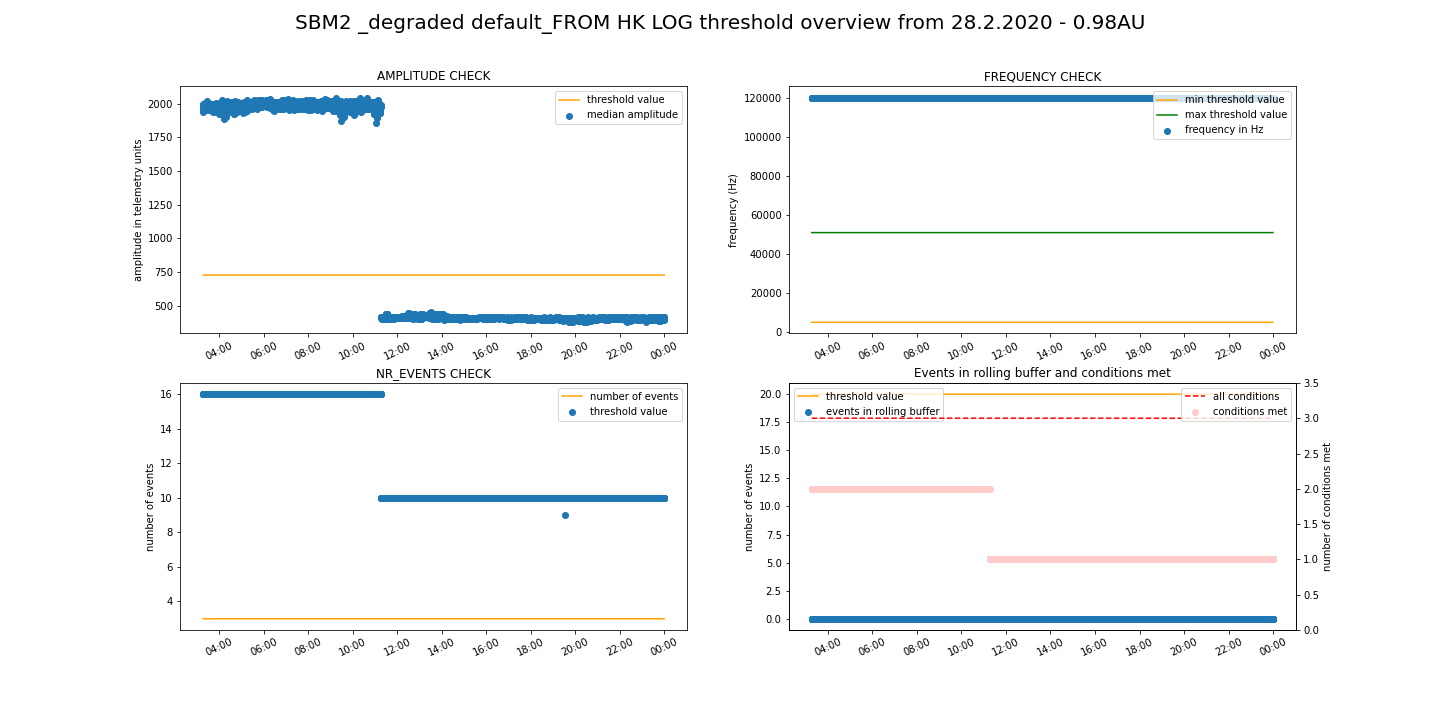 SBM2 _degraded default_FROM HK LOG threshold overview from 28.2.2020 - 0.98AU
AMPLITUDE CHECK
amplitude in telemetry units
2000
1750
1500
1250
1000
750
500
threshold value
median amplitude
04:00 06:00 08:00 10:00 12:00 14:00 16:00 18:00 20:00 22:00 00:00
FREQUENCY CHECK
frequency (Hz)
120000
100000
80000
60000
40000
20000
0
min threshold value
max threshold value
frequency in Hz
04:00 06:00 08:00 10:00 12:00 14:00 16:00 18:00 20:00 22:00 00:00
NR_EVENTS CHECK
number of events
16
14
12
10
8
6
4
number of events
threshold value
04:00 06:00 08:00 10:00 12:00 14:00 16:00 18:00 20:00 22:00 00:00
Events in rolling buffer and conditions met
number of events
20.0
17.5
15.0
12.5
10.0
7.5
5.0
2.5
0.0
threshold value
events in rolling buffer
all conditions
conditions met
3.5
3.0
2.5
2.0
1.5
1.0
0.5
0.0
number of conditions met
04:00 06:00 08:00 10:00 12:00 14:00 16:00 18:00 20:00 22:00 00:00